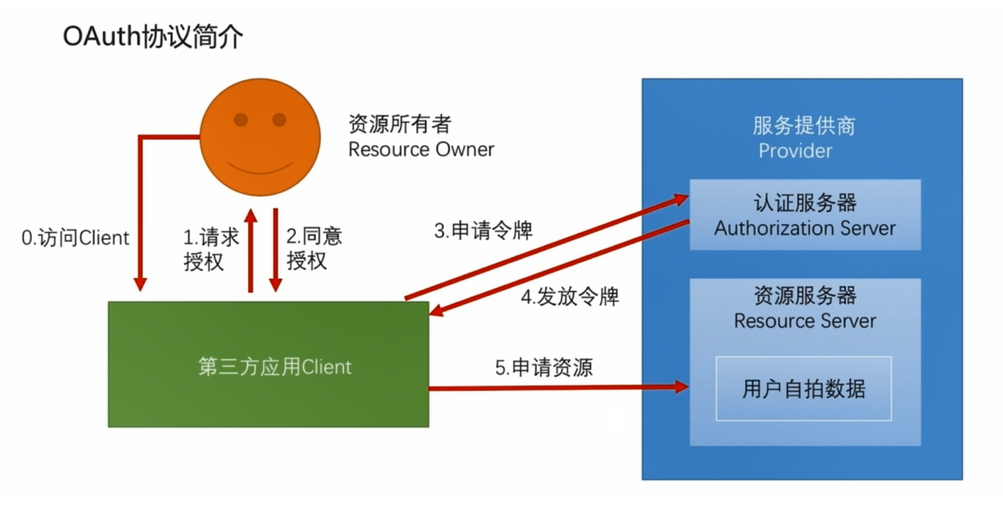 OAuth协议简介
资源所有者
Resource Owner
服务提供商
Provider
认证服务器
Authorization Server
0.访问Client
1.请求
授权
2.同意
授权
3.申请令牌
4.发放令牌
资源服务器
Resource Server
第三方应用Client
5.申请资源
用户自拍数据